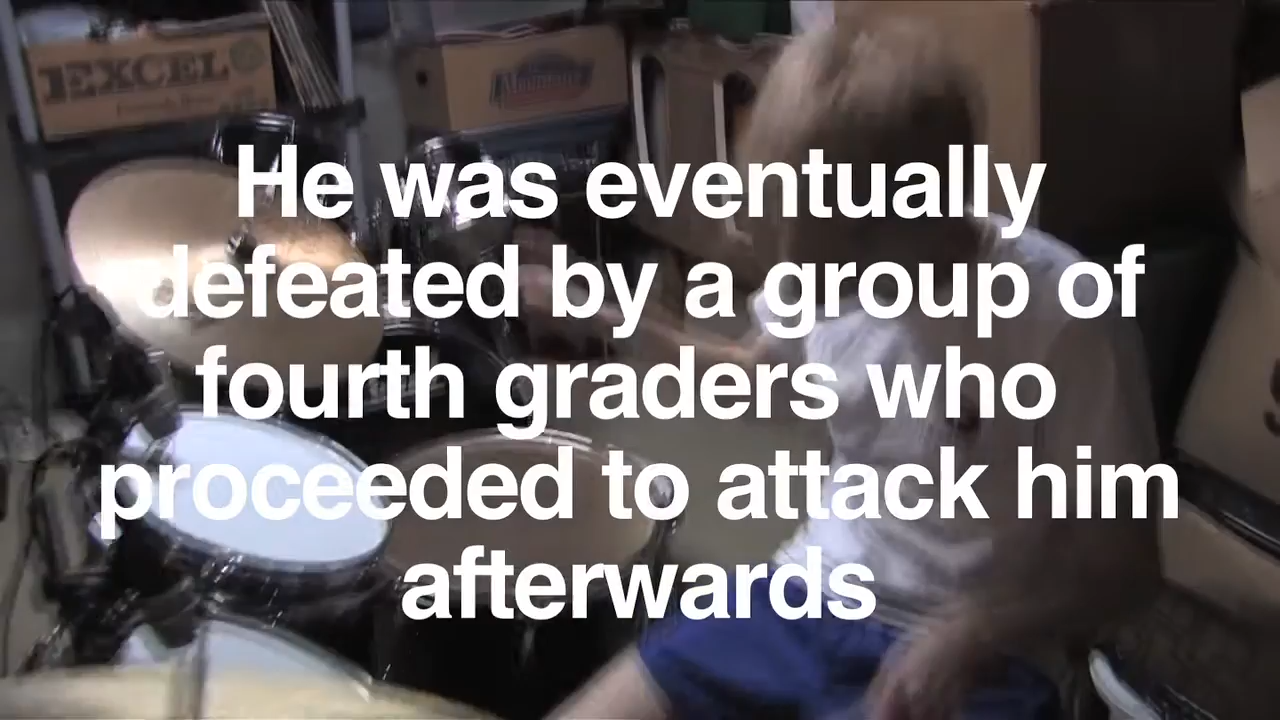 EXCEL
He was eventually
defeated by a group of
fourth graders who
proceeded to attack him
afterwards